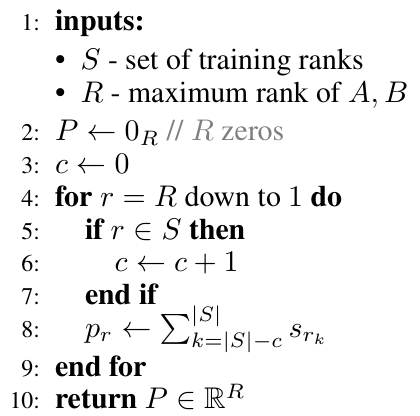 1: inputs:
• S - set of training ranks
• R - maximum rank of A, B
2: P ← 0_R // R zeros
3: c ← 0
4: for r = R down to 1 do
5: if r ∈ S then
6: c ← c + 1
7: end if
8: p_r ← ∑_{k=|S|−c}^{|S|} s_{r_k}
9: end for
10: return P ∈ ℝ^R